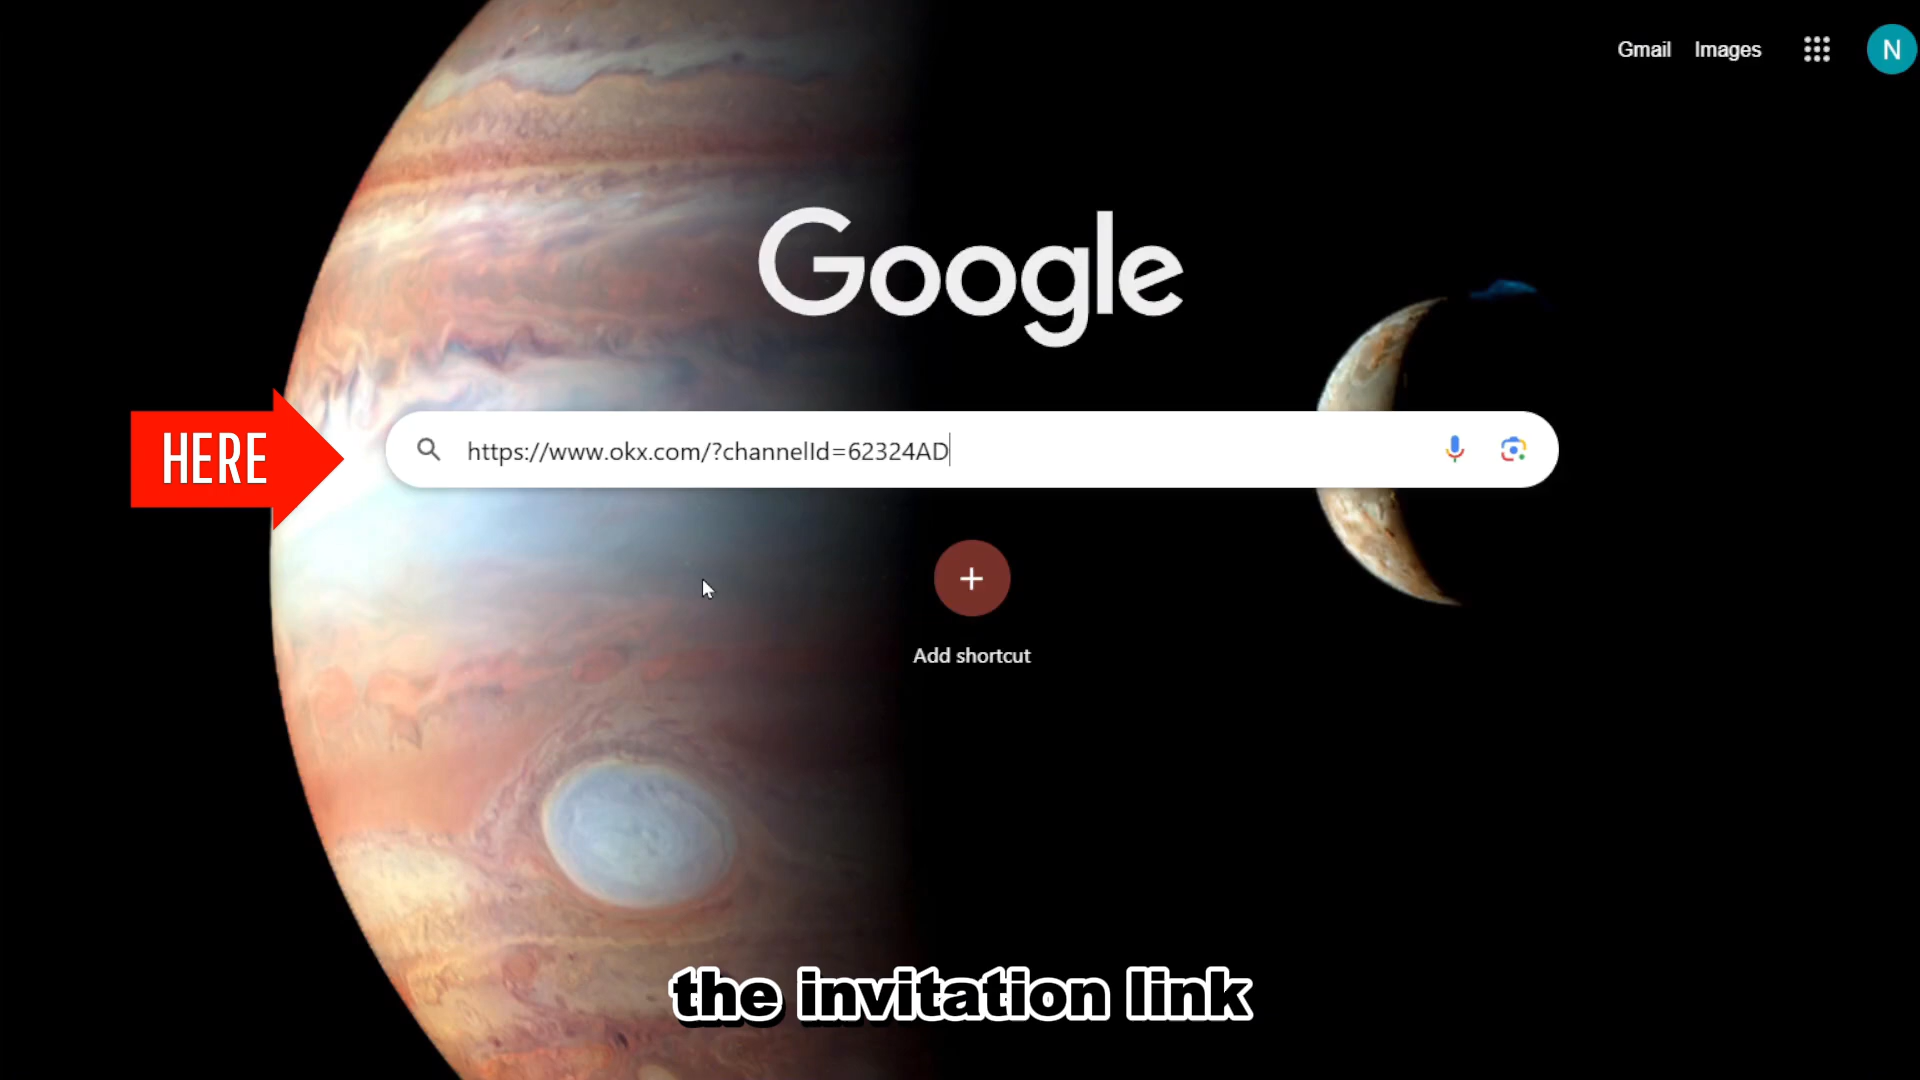 Gmail Images
N
Google
HERE
https://www.okx.com/?channelId=62324AD
Add shortcut
the invitation link